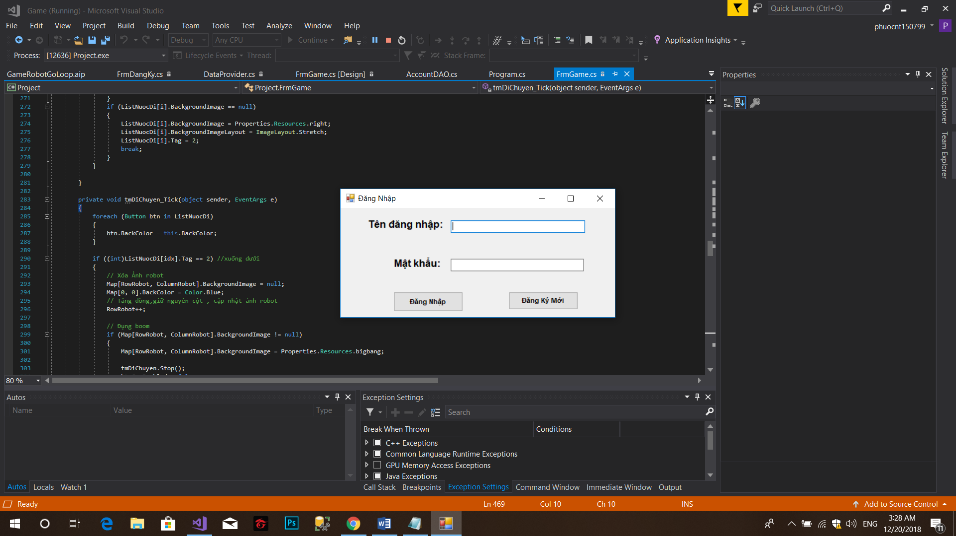 Game (Running) - Microsoft Visual Studio
Quick Launch (Ctrl+Q)
File Edit View Project Build Debug Team Tools Test Analyze Window Help
phuocnt150799
P
Debug Any CPU Continue
Application Insights
Process: [12636] Project.exe
Lifecycle Events Thread: Stack Frame:
GameRobotGoLoop.aip FrmDangKy.cs DataProvider.cs FrmGame.cs [Design] AccountDAO.cs Program.cs FrmGame.cs
Properties
Project
Project.FrmGame
tmDiChuyen_Tick(object sender, EventArgs e)
Solution Explorer
Team Explorer
271 }
272 if (ListNuocDi[i].BackgroundImage == null)
273 {
274 ListNuocDi[i].BackgroundImage = Properties.Resources.right;
275 ListNuocDi[i].BackgroundImageLayout = ImageLayout.Stretch;
276 ListNuocDi[i].Tag = 2;
277 break;
278 }
279 }
280
281 }
282
283 private void tmDiChuyen_Tick(object sender, EventArgs e)
284 {
285 foreach (Button btn in ListNuocDi)
286 {
287 btn.BackColor = this.BackColor;
288 }
289
290 if ((int)ListNuocDi[idx].Tag == 2) //xuống dưới
291 {
292 // Xóa Ảnh robot
293 Map[RowRobot, ColumnRobot].BackgroundImage = null;
294 Map[0, 0].BackColor = Color.Blue;
295 // Tăng dòng,giữ nguyên cột , cập nhật ảnh robot
296 RowRobot++;
297
298 // Đụng boom
299 if (Map[RowRobot, ColumnRobot].BackgroundImage != null)
300 {
301 Map[RowRobot, ColumnRobot].BackgroundImage = Properties.Resources.bigbang;
302
303 tmDiChuyen.Stop();
80 %
Đăng Nhập
Tên đăng nhập:
Mật khẩu:
Đăng Nhập
Đăng Ký Mới
Autos
Name Value Type
Autos Locals Watch 1
Exception Settings
Search
Break When Thrown Conditions
C++ Exceptions
Common Language Runtime Exceptions
GPU Memory Access Exceptions
Java Exceptions
Call Stack Breakpoints Exception Settings Command Window Immediate Window Output
Ready
Ln 469 Col 10 Ch 10 INS
Add to Source Control
Ps
ENG
3:28 AM
12/20/2018
11